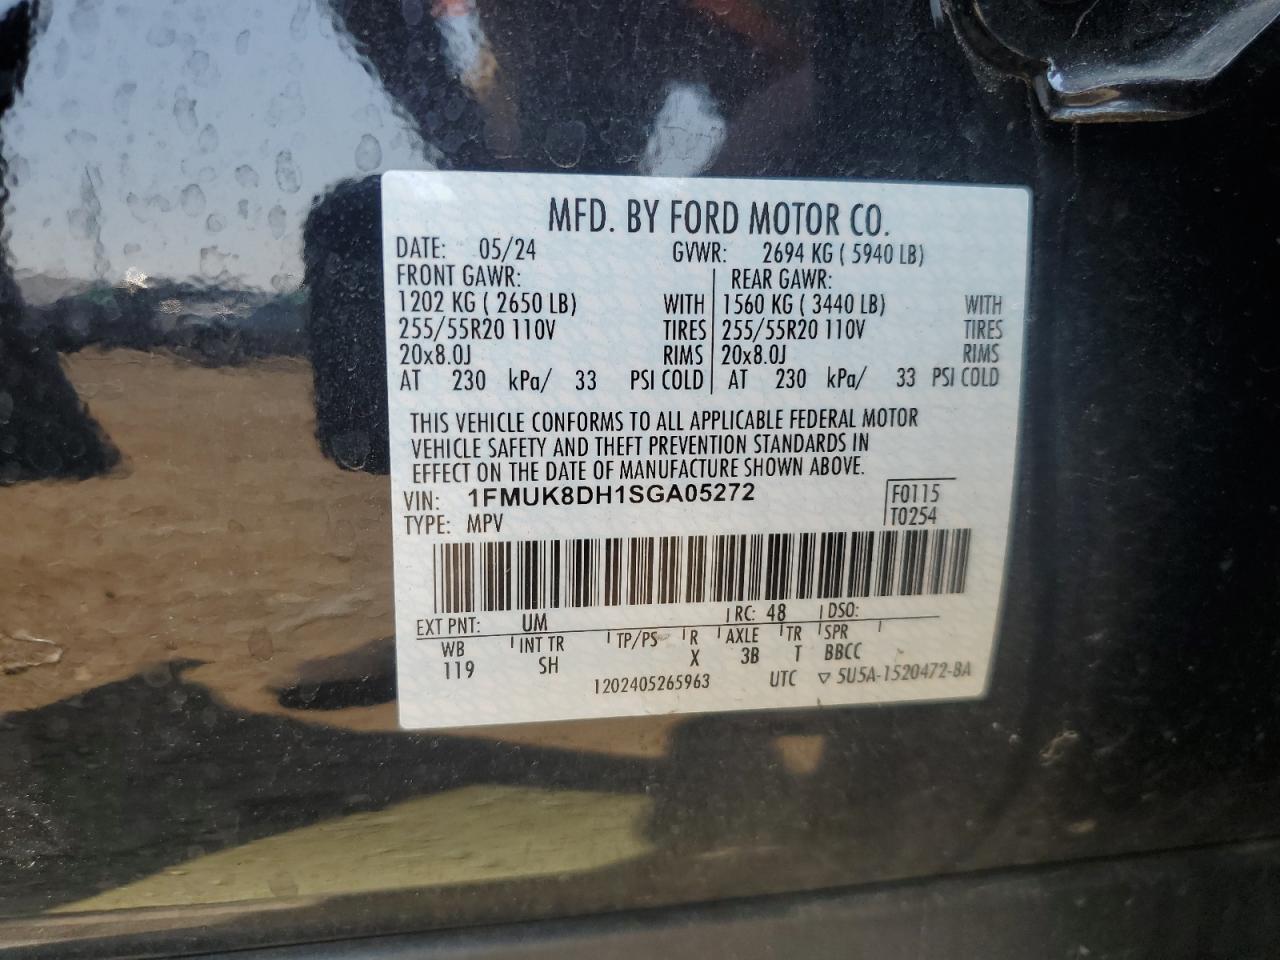 MFD. BY FORD MOTOR CO.
DATE: 05/24 GVWR: 2694 KG ( 5940 LB)
FRONT GAWR: REAR GAWR:
1202 KG ( 2650 LB) WITH 1560 KG ( 3440 LB) WITH
255/55R20 110V TIRES 255/55R20 110V TIRES
20x8.0J RIMS 20x8.0J RIMS
AT 230 kPa/ 33 PSI COLD AT 230 kPa/ 33 PSI COLD
THIS VEHICLE CONFORMS TO ALL APPLICABLE FEDERAL MOTOR
VEHICLE SAFETY AND THEFT PREVENTION STANDARDS IN
EFFECT ON THE DATE OF MANUFACTURE SHOWN ABOVE.
VIN: 1FMUK8DH1SGA05272 F0115
TYPE: MPV T0254
EXT PNT: UM RC: 48 DSO:
WB INT TR TP/PS R AXLE TR SPR
119 SH X 3B T BBCC
1202405265963 UTC ▽ 5U5A-1520472-BA